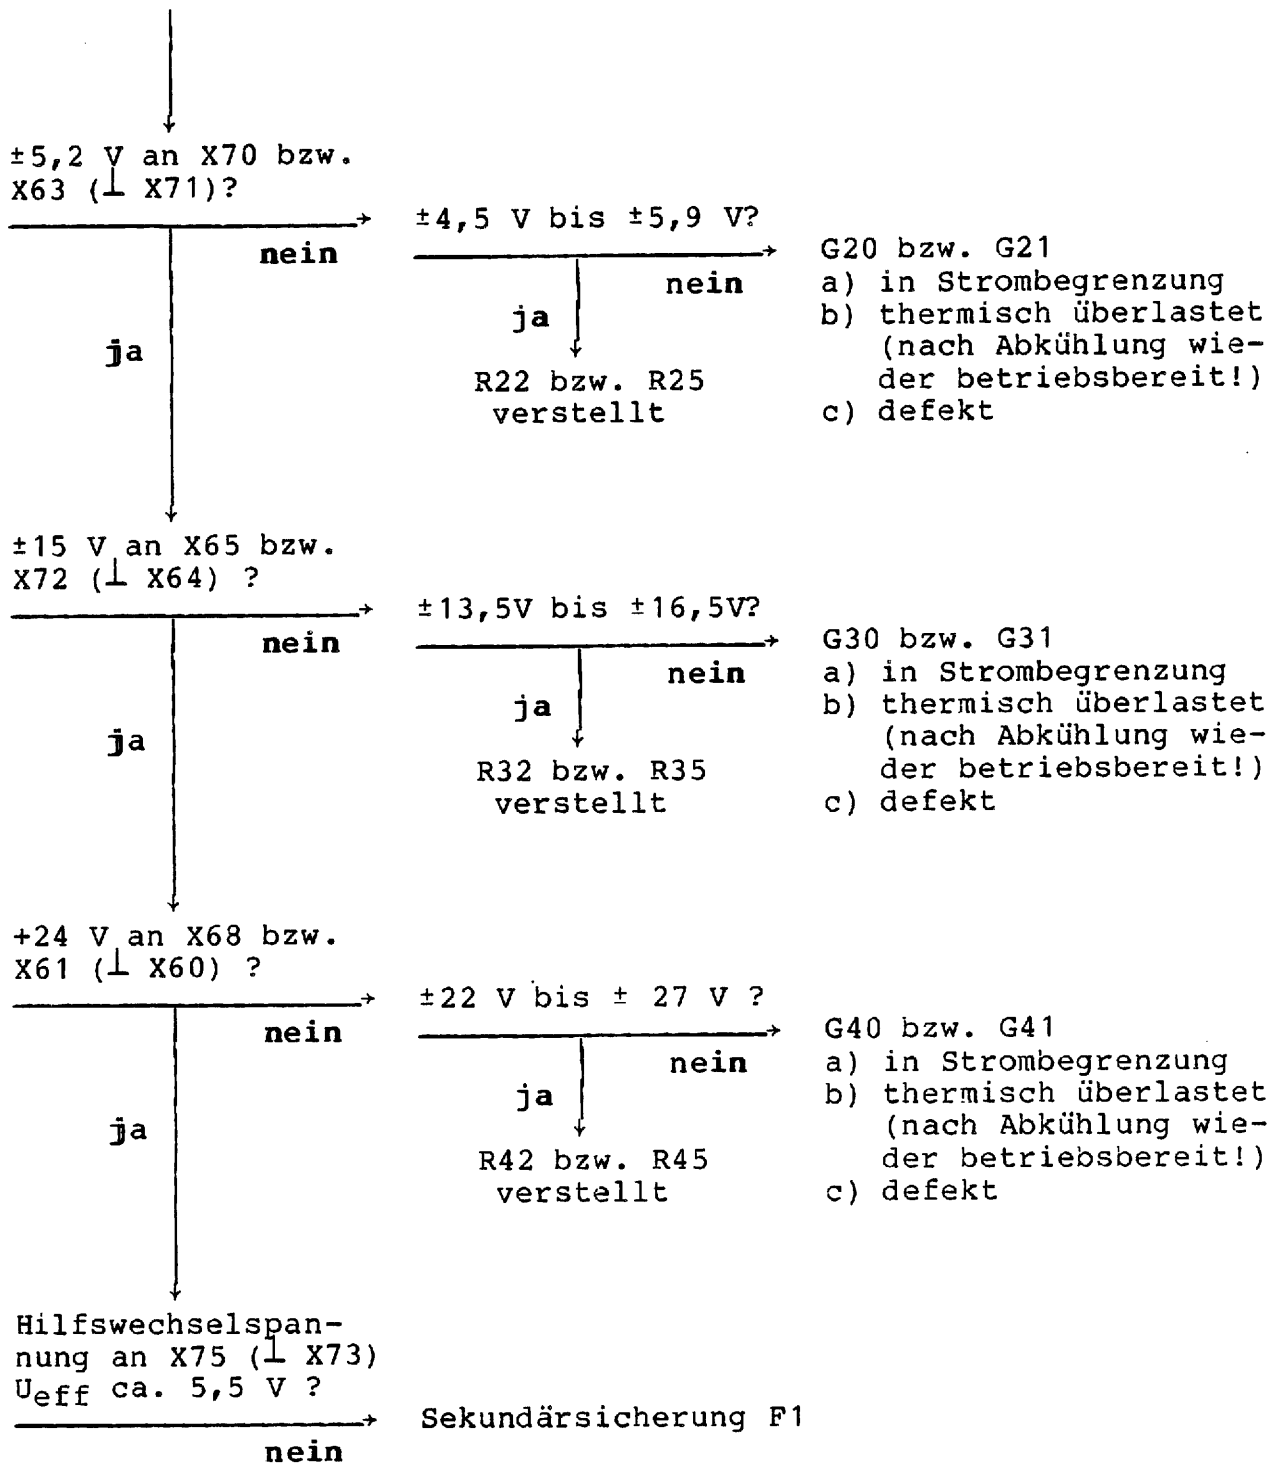 ±5,2 V an X70 bzw.
X63 (⊥ X71)?
nein
ja
±4,5 V bis ±5,9 V?
nein
ja
R22 bzw. R25
verstellt
G20 bzw. G21
a) in Strombegrenzung
b) thermisch überlastet
(nach Abkühlung wie-
der betriebsbereit!)
c) defekt
±15 V an X65 bzw.
X72 (⊥ X64) ?
nein
ja
±13,5V bis ±16,5V?
nein
ja
R32 bzw. R35
verstellt
G30 bzw. G31
a) in Strombegrenzung
b) thermisch überlastet
(nach Abkühlung wie-
der betriebsbereit!)
c) defekt
+24 V an X68 bzw.
X61 (⊥ X60) ?
nein
ja
±22 V bis ± 27 V ?
nein
ja
R42 bzw. R45
verstellt
G40 bzw. G41
a) in Strombegrenzung
b) thermisch überlastet
(nach Abkühlung wie-
der betriebsbereit!)
c) defekt
Hilfswechselspan-
nung an X75 (⊥ X73)
Ueff ca. 5,5 V ?
nein
Sekundärsicherung F1